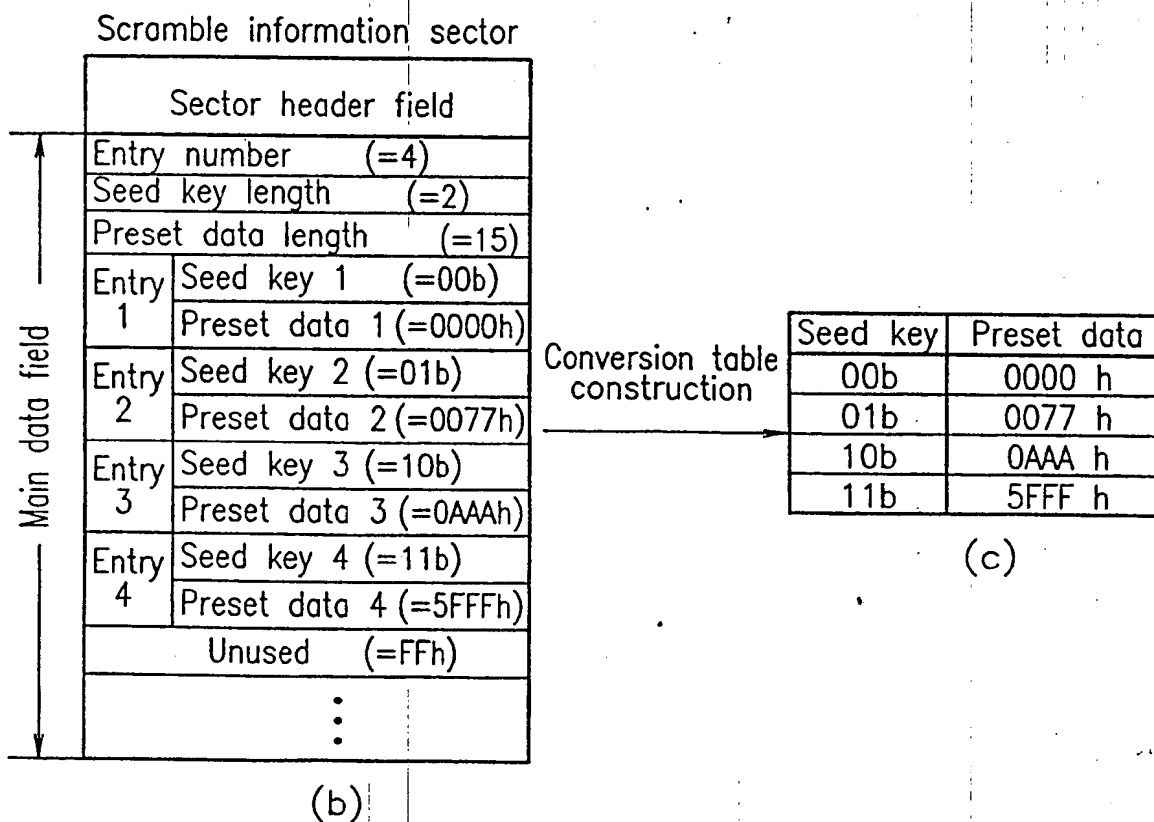 Scramble information sector
Sector header field
Main data field
Entry number (=4)
Seed key length (=2)
Preset data length (=15)
Entry 1
Seed key 1 (=00b)
Preset data 1 (=0000h)
Entry 2
Seed key 2 (=01b)
Preset data 2 (=0077h)
Entry 3
Seed key 3 (=10b)
Preset data 3 (=0AAAh)
Entry 4
Seed key 4 (=11b)
Preset data 4 (=5FFFh)
Unused (=FFh)
(b)
Conversion table
construction
Seed key Preset data
00b 0000 h
01b 0077 h
10b 0AAA h
11b 5FFF h
(c)